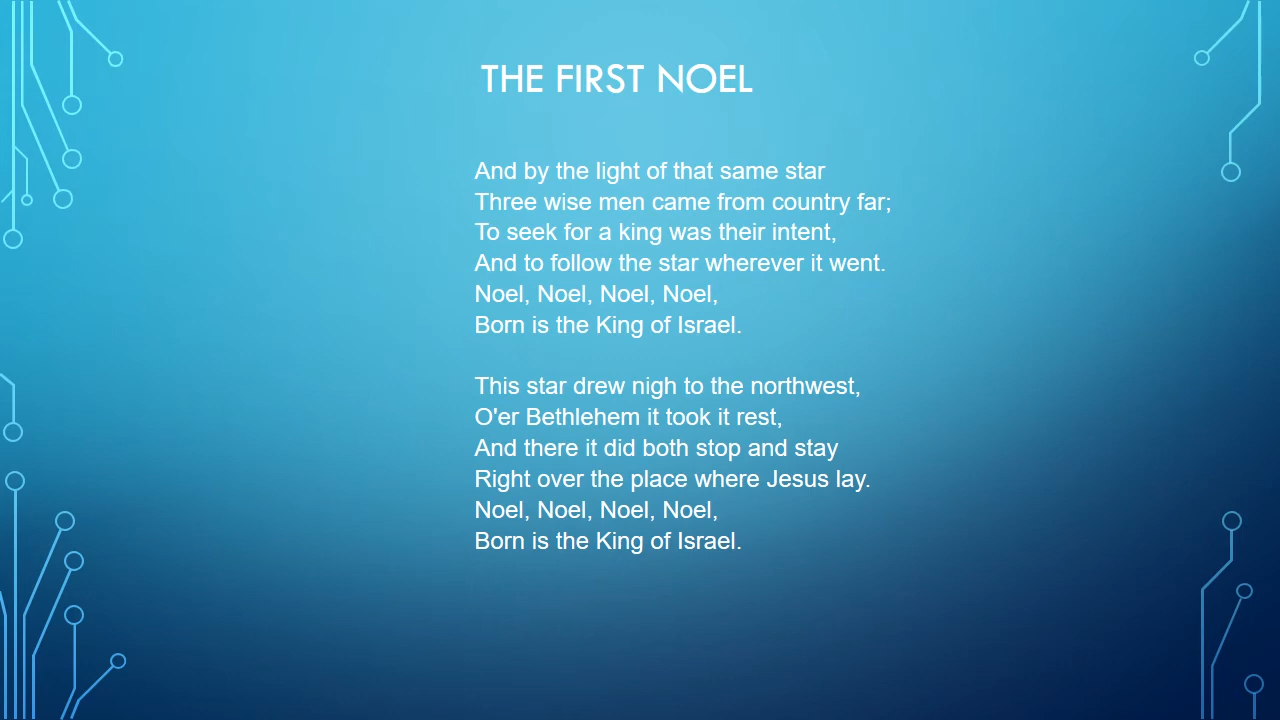 THE FIRST NOEL
And by the light of that same star
Three wise men came from country far;
To seek for a king was their intent,
And to follow the star wherever it went.
Noel, Noel, Noel, Noel,
Born is the King of Israel.
This star drew nigh to the northwest,
O'er Bethlehem it took it rest,
And there it did both stop and stay
Right over the place where Jesus lay.
Noel, Noel, Noel, Noel,
Born is the King of Israel.